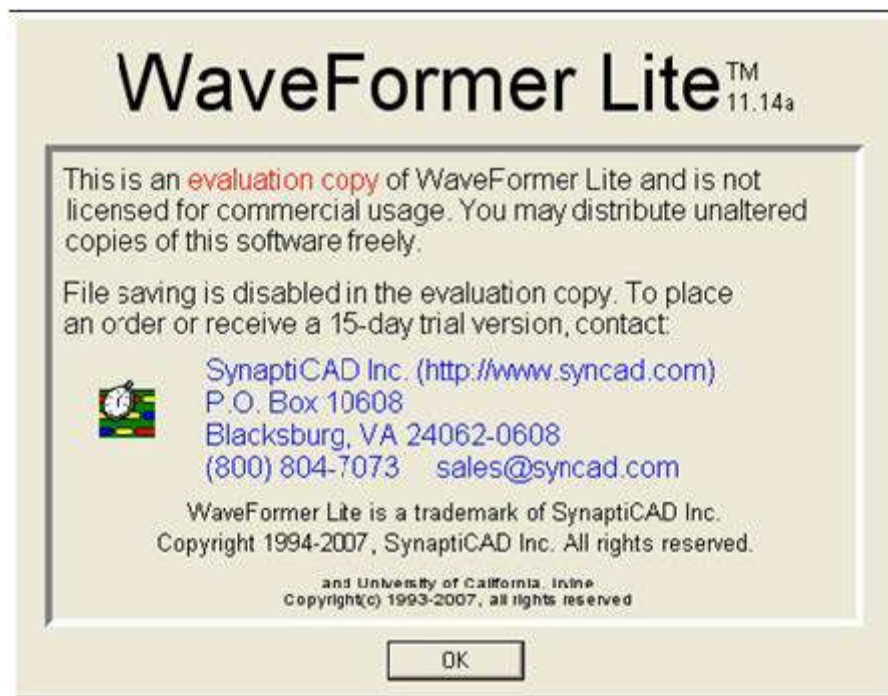 WaveFormer Lite™
11.14a
This is an evaluation copy of WaveFormer Lite and is not
licensed for commercial usage. You may distribute unaltered
copies of this software freely.
File saving is disabled in the evaluation copy. To place
an order or receive a 15-day trial version, contact:
SynaptiCAD Inc. (http://www.syncad.com)
P.O. Box 10608
Blacksburg, VA 24062-0608
(800) 804-7073 sales@syncad.com
WaveFormer Lite is a trademark of SynaptiCAD Inc.
Copyright 1994-2007, SynaptiCAD Inc. All rights reserved.
and University of California, Irvine
Copyright(c) 1993-2007, all rights reserved
OK